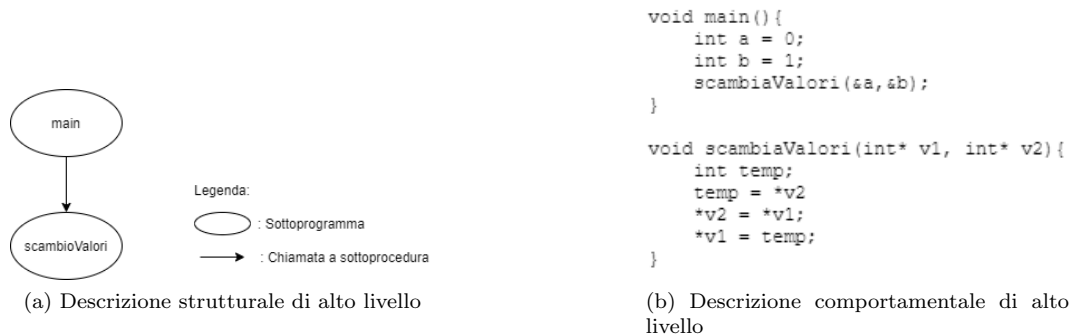 main
scambioValori
Legenda:
: Sottoprogramma
: Chiamata a sottoprocedura
(a) Descrizione strutturale di alto livello
void main(){
    int a = 0;
    int b = 1;
    scambiaValori(&a,&b);
}
void scambiaValori(int* v1, int* v2){
    int temp;
    temp = *v2
    *v2 = *v1;
    *v1 = temp;
}
(b) Descrizione comportamentale di alto
livello